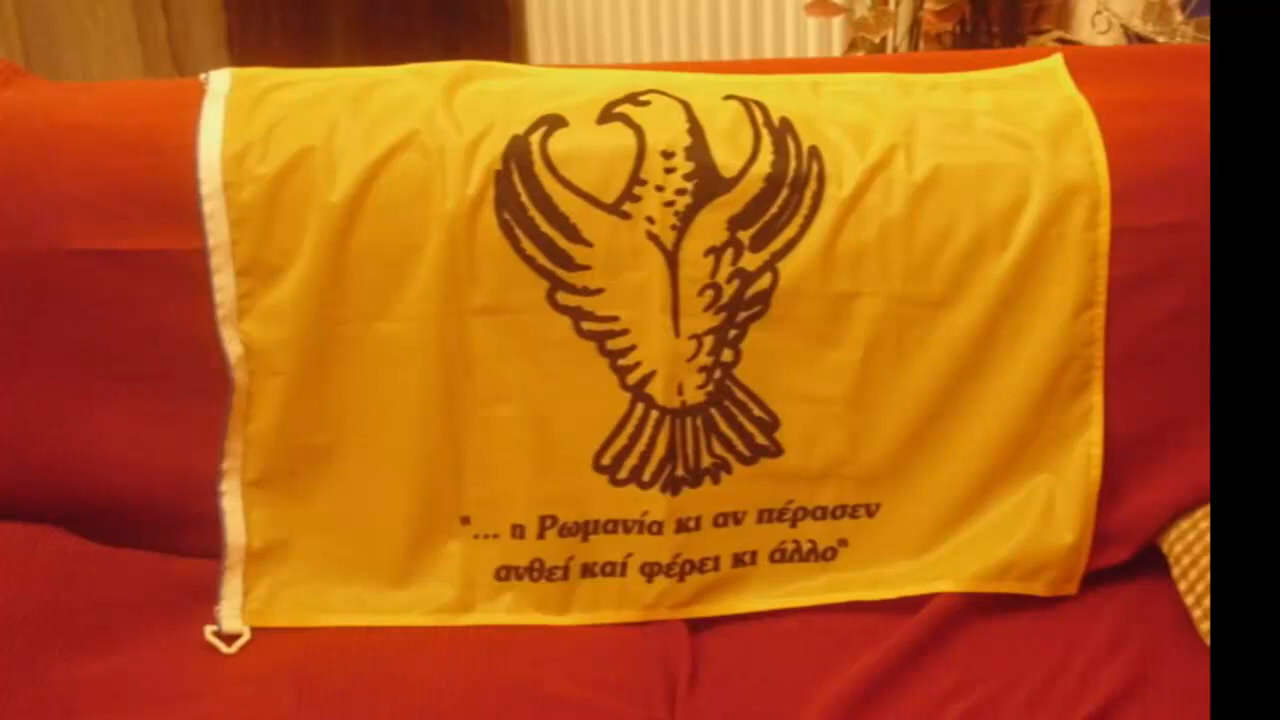 "... η Ρωμανία κι αν πέρασεν
ανθεί καί φέρει κι άλλο"